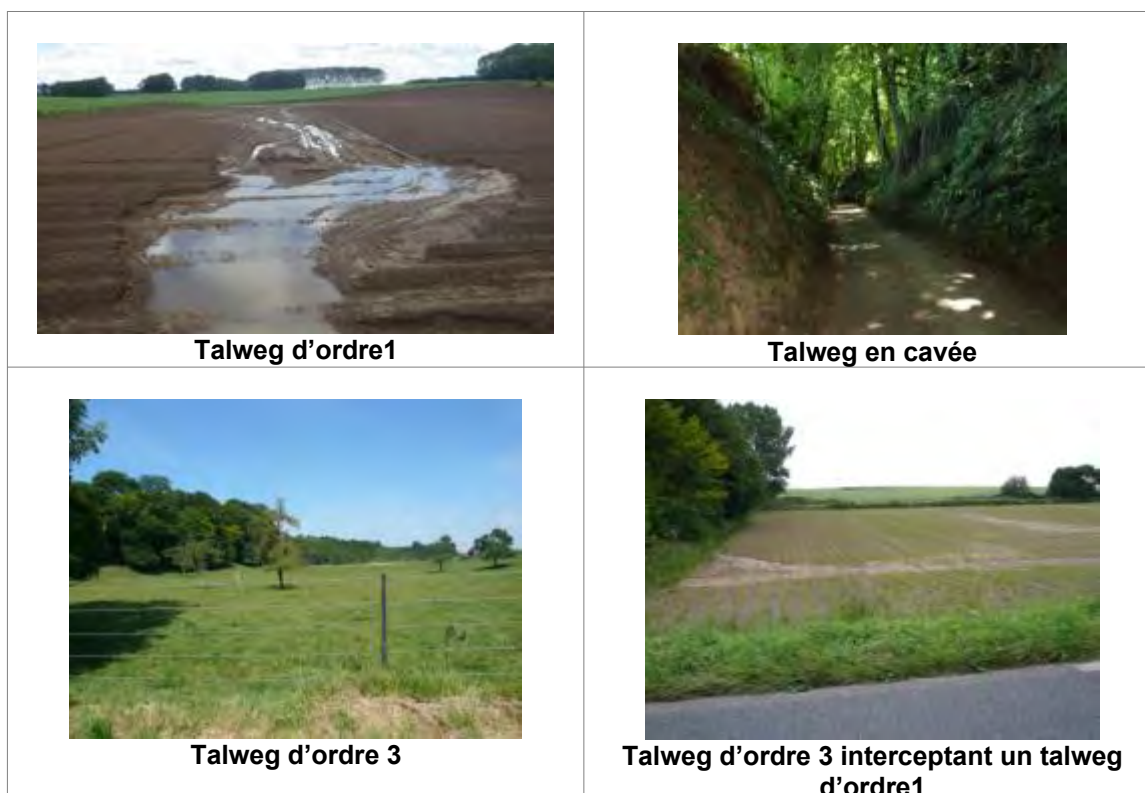 Talweg d'ordre1
Talweg en cavée
Talweg d'ordre 3
Talweg d'ordre 3 interceptant un talweg
d'ordre1